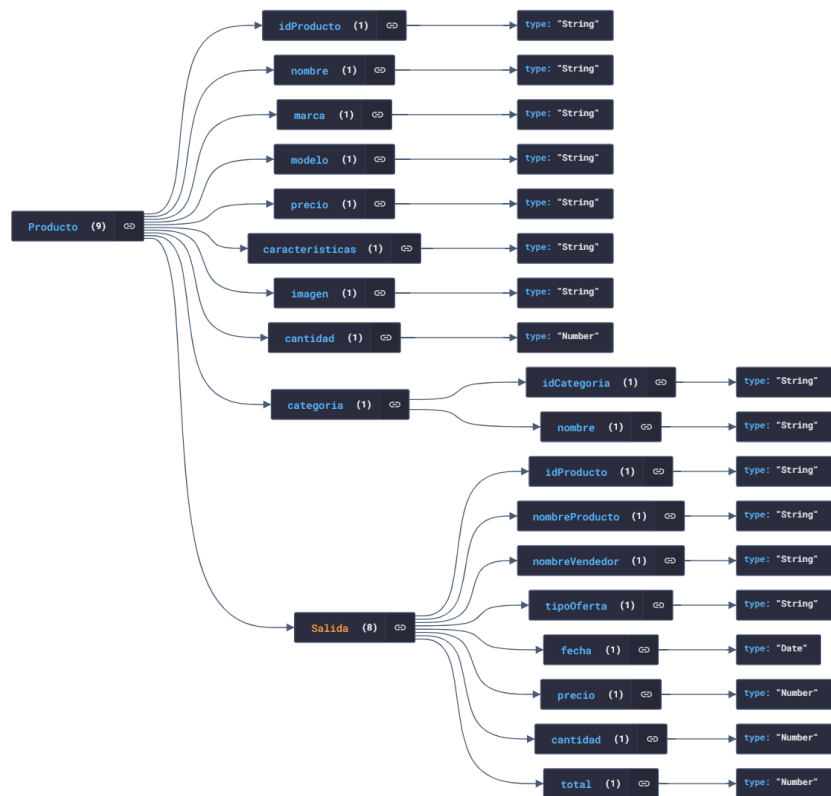 idProducto (1) type: "String"
nombre (1) type: "String"
marca (1) type: "String"
modelo (1) type: "String"
precio (1) type: "String"
Producto (9)
caracteristicas (1) type: "String"
imagen (1) type: "String"
cantidad (1) type: "Number"
categoria (1)
idCategoria (1) type: "String"
nombre (1) type: "String"
Salida (8)
idProducto (1) type: "String"
nombreProducto (1) type: "String"
nombreVendedor (1) type: "String"
tipoOferta (1) type: "String"
fecha (1) type: "Date"
precio (1) type: "Number"
cantidad (1) type: "Number"
total (1) type: "Number"